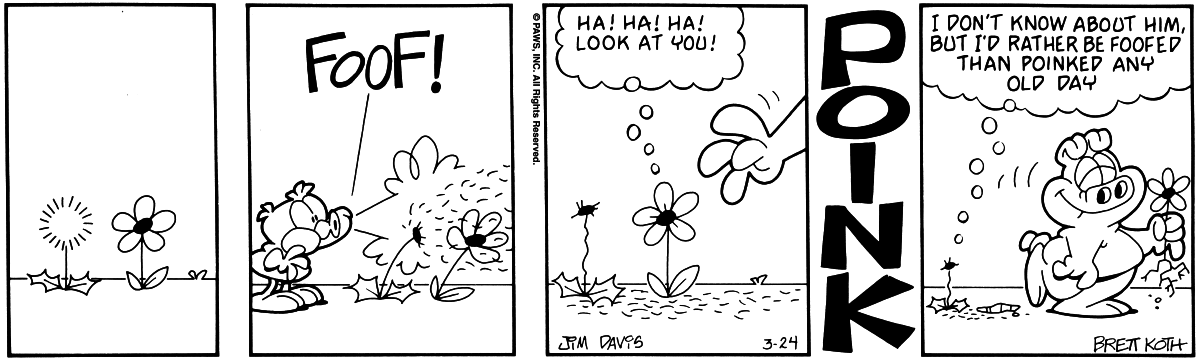 FOOF!
© PAWS, INC. All Rights Reserved.
HA! HA! HA!
LOOK AT YOU!
JIM DAVIS
3-24
POINK
I DON'T KNOW ABOUT HIM,
BUT I'D RATHER BE FOOFED
THAN POINKED ANY
OLD DAY
BRETT KOTH